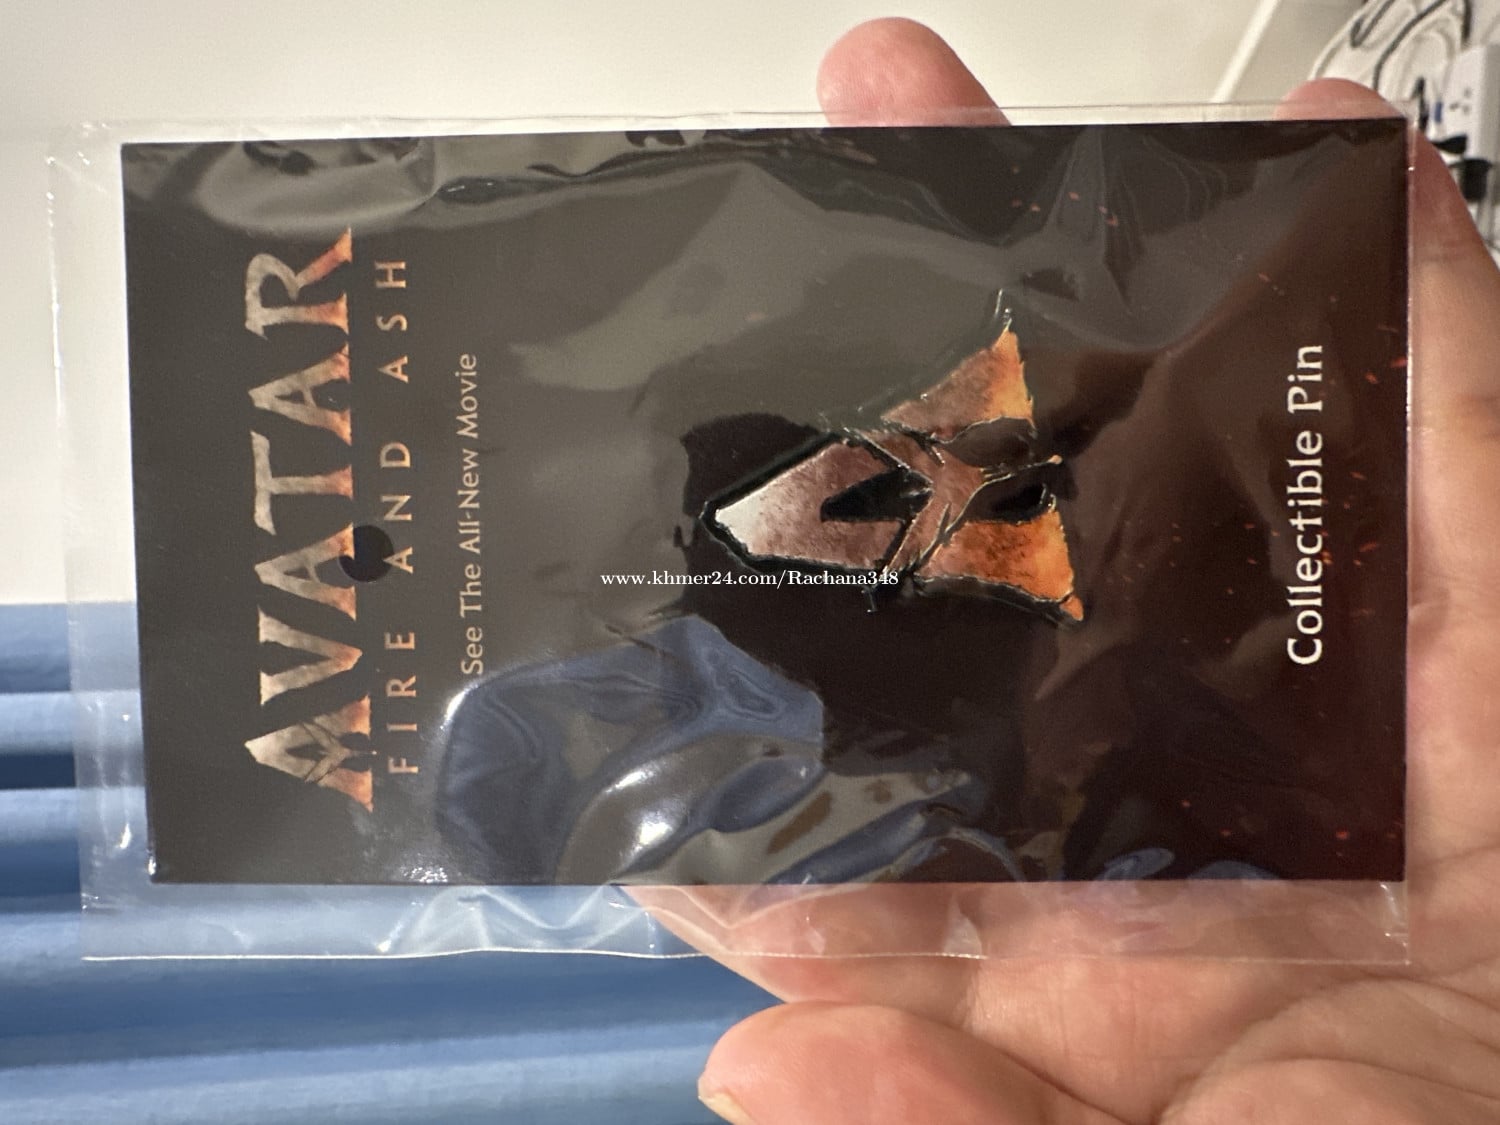 AVATAR
FIRE AND ASH
See The All-New Movie
Collectible Pin
www.khmer24.com/Rachana348